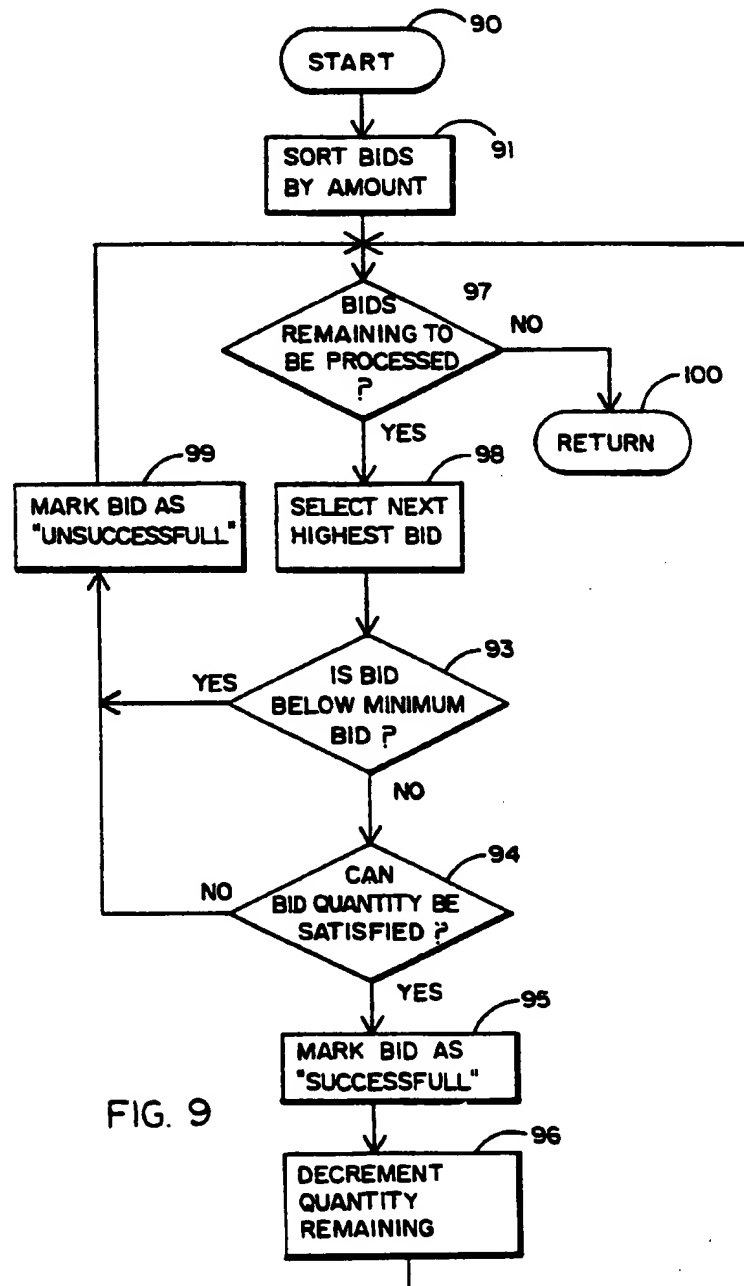 90
START
91
SORT BIDS
BY AMOUNT
97
BIDS
REMAINING TO
BE PROCESSED
?
NO
100
RETURN
YES
99
MARK BID AS
"UNSUCCESSFULL"
98
SELECT NEXT
HIGHEST BID
93
YES
IS BID
BELOW MINIMUM
BID ?
NO
94
NO
CAN
BID QUANTITY BE
SATISFIED ?
YES
95
MARK BID AS
"SUCCESSFULL"
FIG. 9
96
DECREMENT
QUANTITY
REMAINING